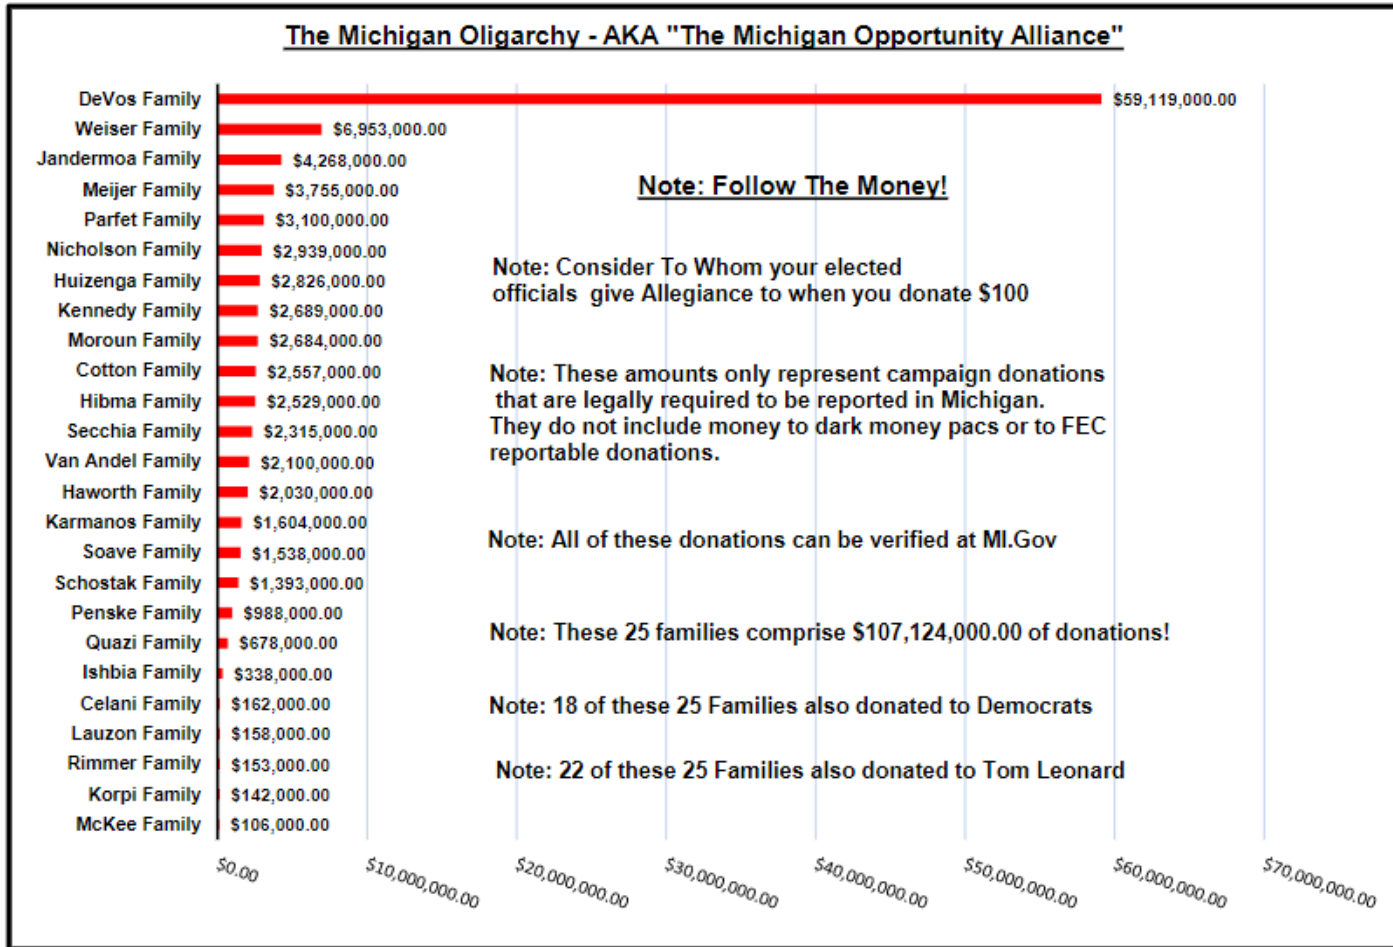 The Michigan Oligarchy - AKA "The Michigan Opportunity Alliance"
DeVos Family $59,119,000.00
Weiser Family $6,953,000.00
Jandermoa Family $4,268,000.00
Meijer Family $3,755,000.00
Parfet Family $3,100,000.00
Nicholson Family $2,939,000.00
Huizenga Family $2,826,000.00
Kennedy Family $2,689,000.00
Moroun Family $2,684,000.00
Cotton Family $2,557,000.00
Hibma Family $2,529,000.00
Secchia Family $2,315,000.00
Van Andel Family $2,100,000.00
Haworth Family $2,030,000.00
Karmanos Family $1,604,000.00
Soave Family $1,538,000.00
Schostak Family $1,393,000.00
Penske Family $988,000.00
Quazi Family $678,000.00
Ishbia Family $338,000.00
Celani Family $162,000.00
Lauzon Family $158,000.00
Rimmer Family $153,000.00
Korpi Family $142,000.00
McKee Family $106,000.00
Note: Follow The Money!
Note: Consider To Whom your elected
officials give Allegiance to when you donate $100
Note: These amounts only represent campaign donations
that are legally required to be reported in Michigan.
They do not include money to dark money pacs or to FEC
reportable donations.
Note: All of these donations can be verified at MI.Gov
Note: These 25 families comprise $107,124,000.00 of donations!
Note: 18 of these 25 Families also donated to Democrats
Note: 22 of these 25 Families also donated to Tom Leonard
$0.00 $10,000,000.00 $20,000,000.00 $30,000,000.00 $40,000,000.00 $50,000,000.00 $60,000,000.00 $70,000,000.00